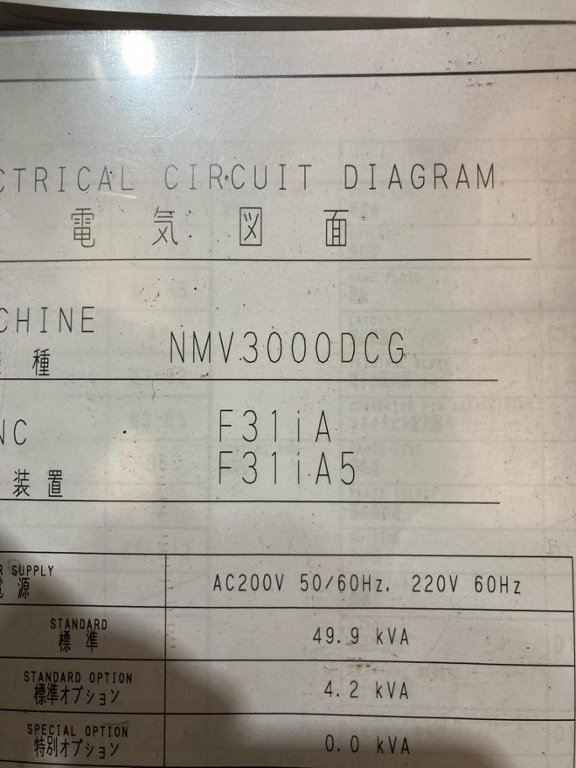 CTRICAL CIRCUIT DIAGRAM
電気図面
CHINE
種
NMV3000DCG
NC
装置
F31iA
F31iA5
R SUPPLY
電源
AC200V 50/60Hz, 220V 60Hz
STANDARD
標準
49.9 kVA
STANDARD OPTION
標準オプション
4.2 kVA
SPECIAL OPTION
特別オプション
0.0 kVA